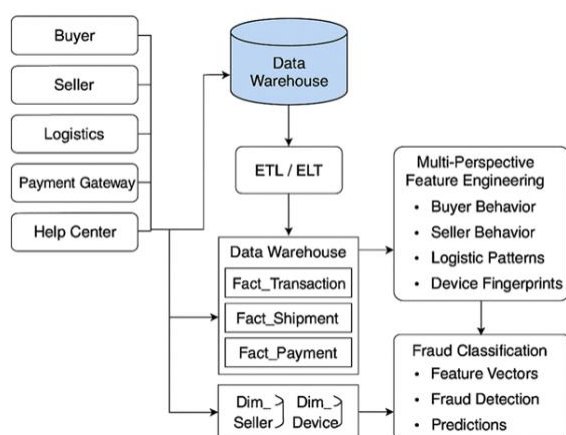 Buyer
Seller
Logistics
Payment Gateway
Help Center
Data
Warehouse
ETL / ELT
Data Warehouse
Fact_Transaction
Fact_Shipment
Fact_Payment
Dim_
Seller
Dim_
Device
Multi-Perspective
Feature Engineering
• Buyer Behavior
• Seller Behavior
• Logistic Patterns
• Device Fingerprints
Fraud Classification
• Feature Vectors
• Fraud Detection
• Predictions